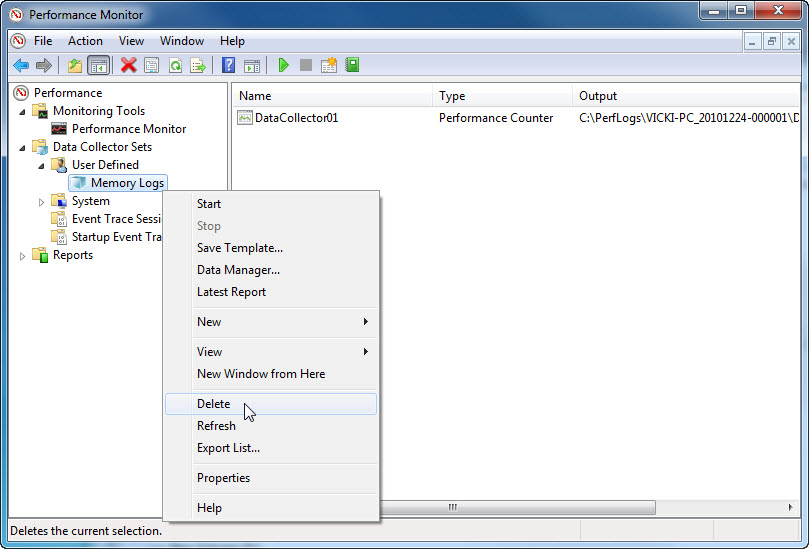 Performance Monitor
File Action View Window Help
Performance
Monitoring Tools
Performance Monitor
Data Collector Sets
User Defined
Memory Logs
System
Event Trace Sessi
Startup Event Tra
Reports
Name Type Output
DataCollector01 Performance Counter C:\PerfLogs\VICKI-PC_20101224-000001\D
Start
Stop
Save Template...
Data Manager...
Latest Report
New
View
New Window from Here
Delete
Refresh
Export List...
Properties
Help
Deletes the current selection.